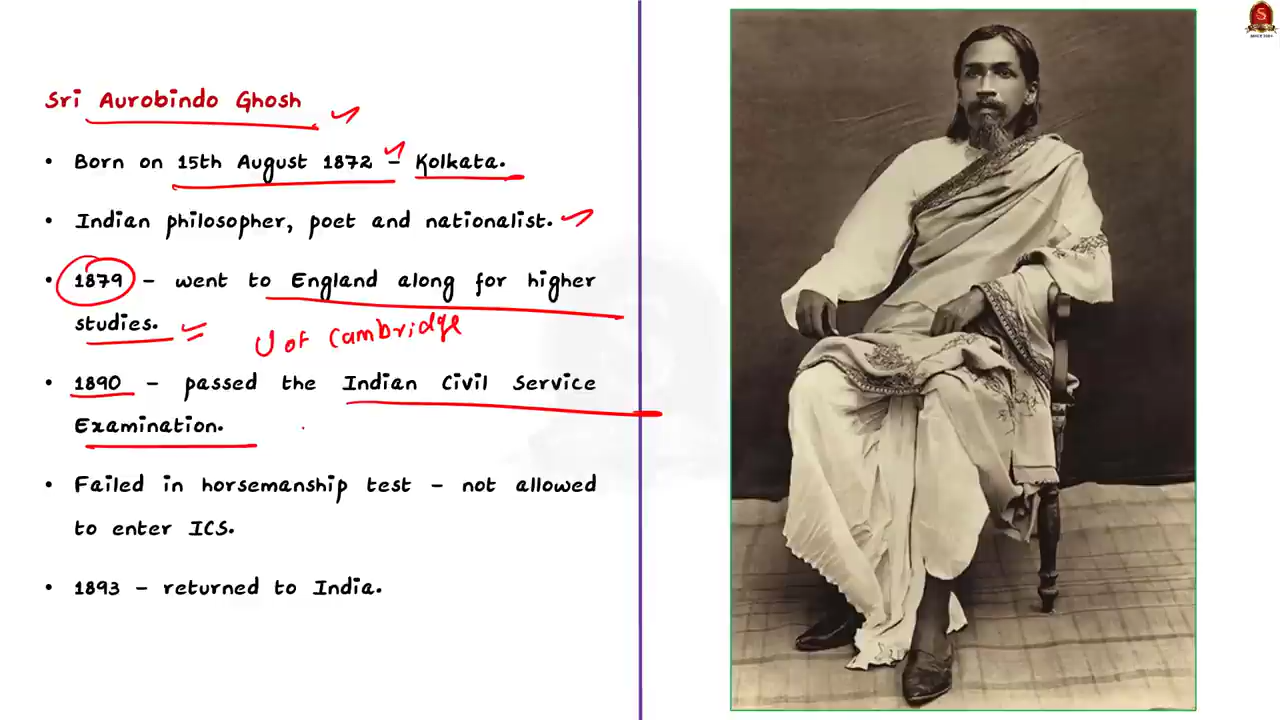 Sri Aurobindo Ghosh
• Born on 15th August 1872 – Kolkata.
• Indian philosopher, poet and nationalist.
• 1879 – went to England along for higher
studies.
U of Cambridge
• 1890 – passed the Indian Civil Service
Examination.
• Failed in horsemanship test – not allowed
to enter ICS.
• 1893 – returned to India.